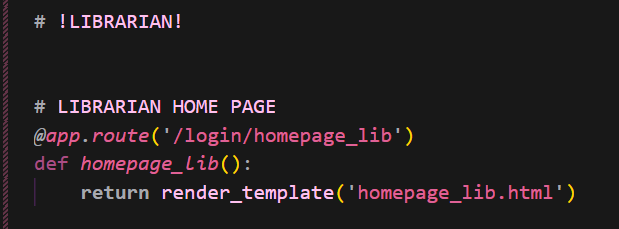 # !LIBRARIAN!
# LIBRARIAN HOME PAGE
@app.route('/login/homepage_lib')
def homepage_lib():
    return render_template('homepage_lib.html')